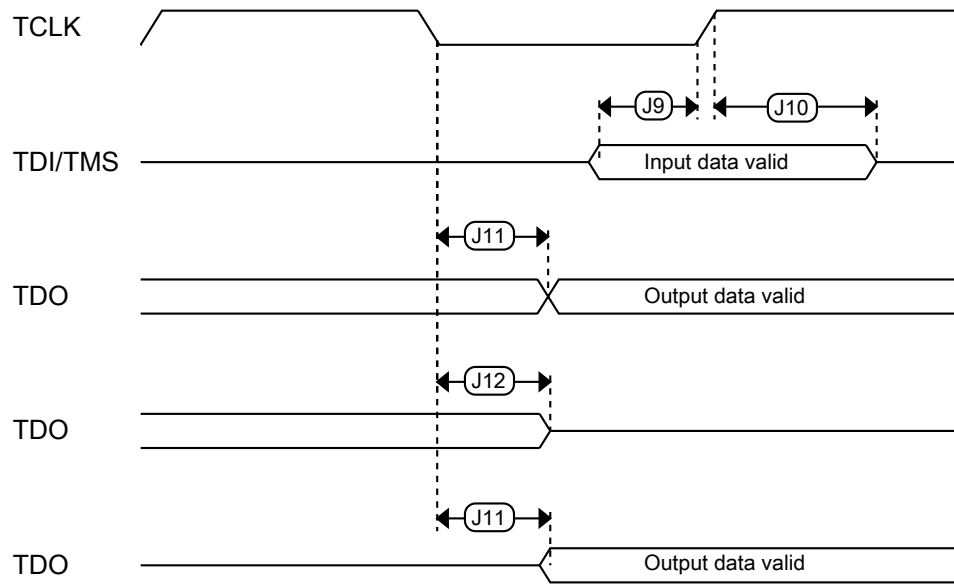 TCLK
J9
J10
TDI/TMS
Input data valid
J11
TDO
Output data valid
J12
TDO
J11
TDO
Output data valid